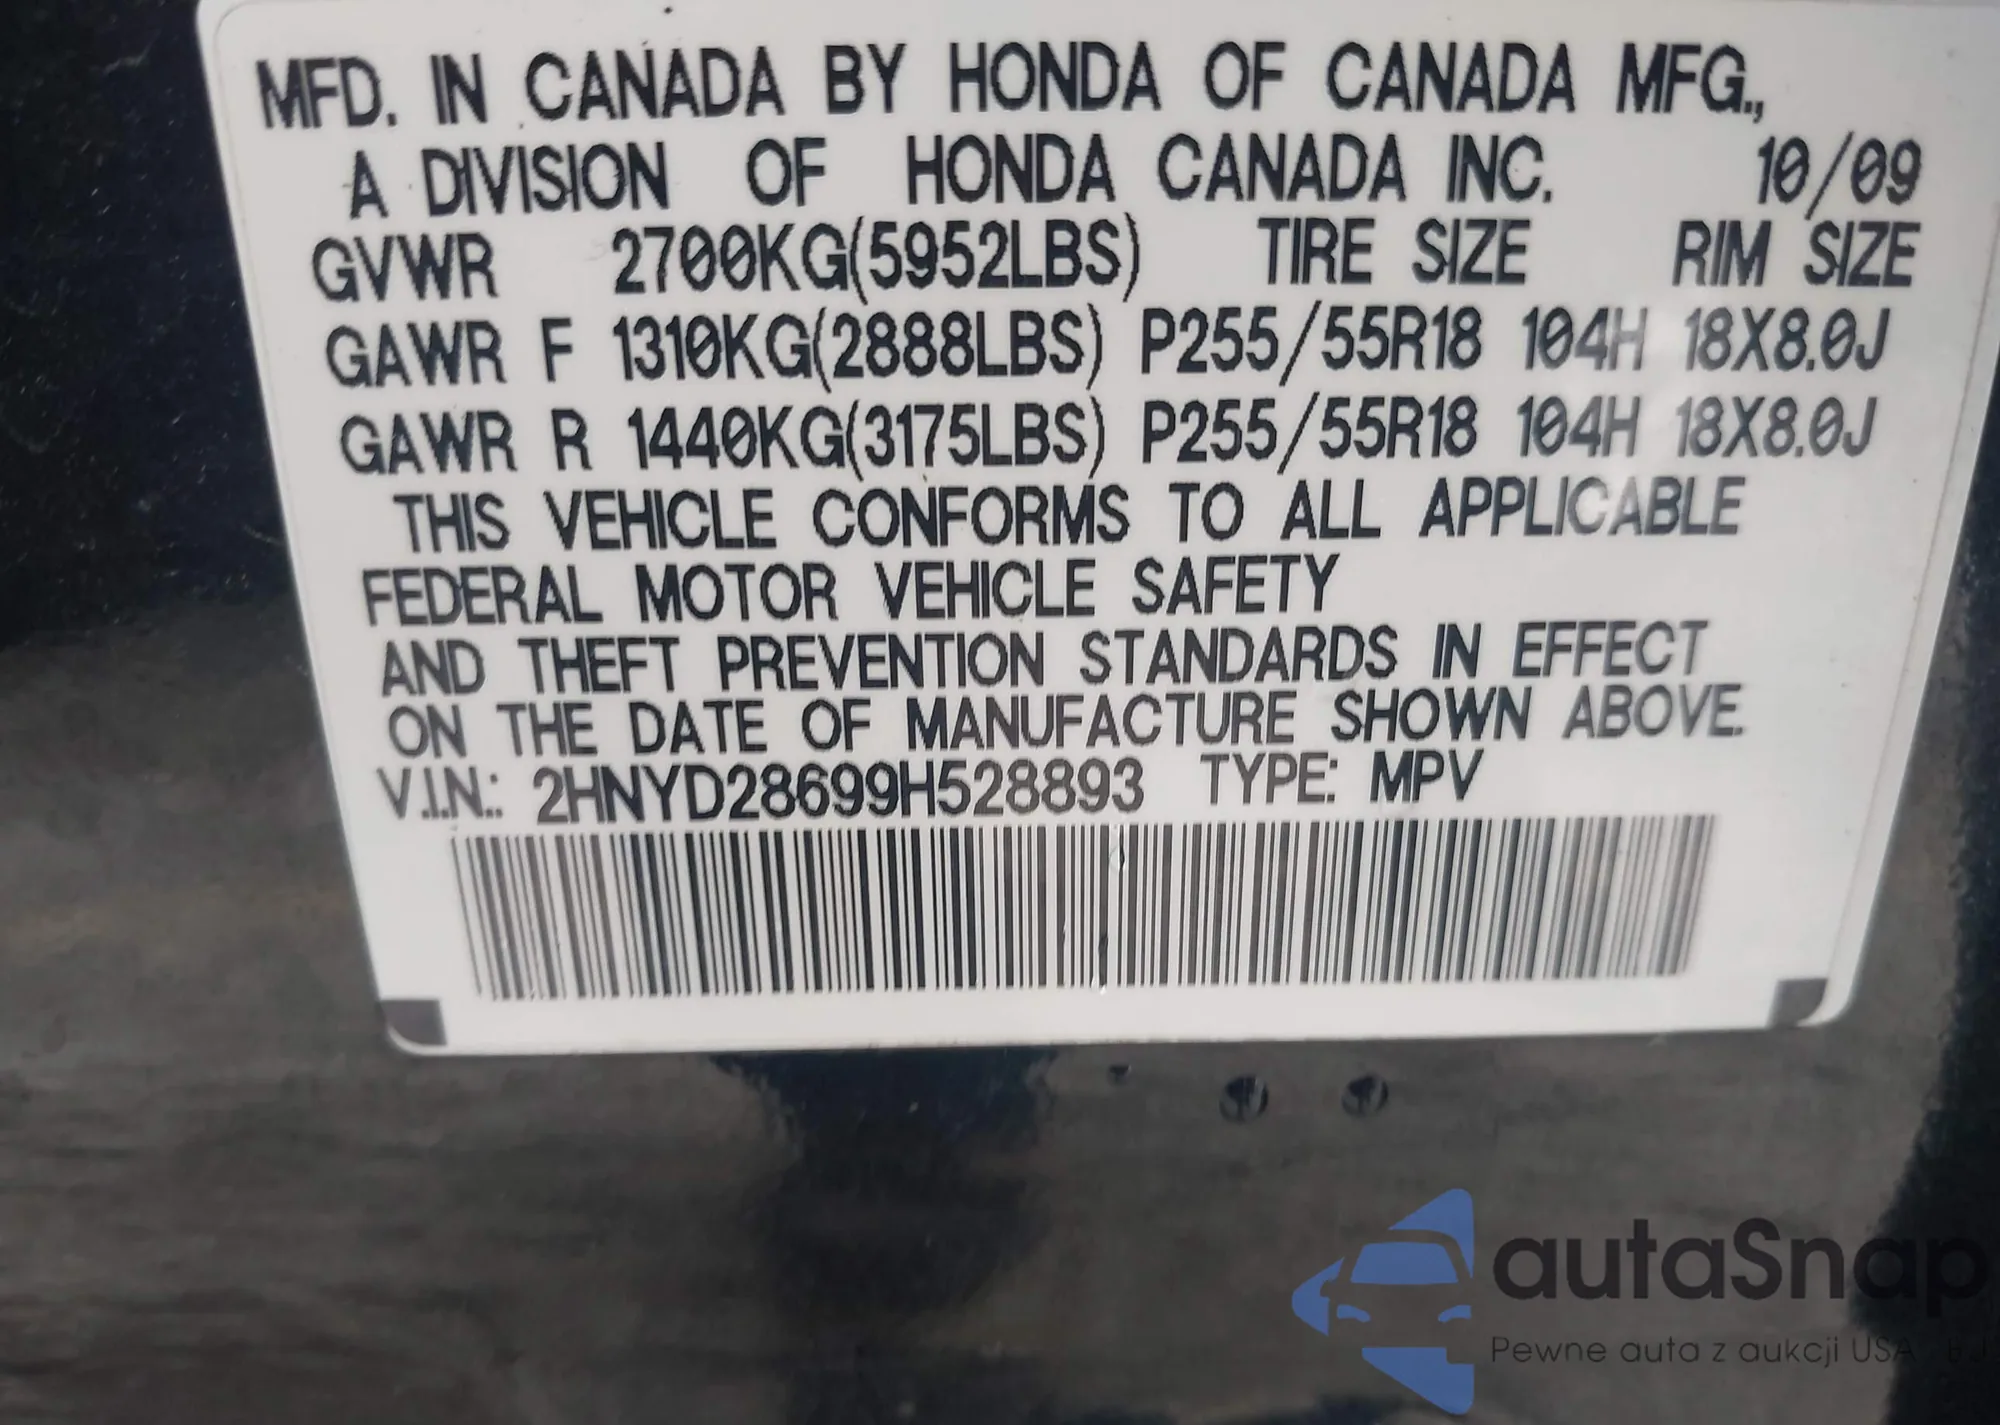 MFD. IN CANADA BY HONDA OF CANADA MFG.,
A DIVISION OF HONDA CANADA INC. 10/09
GVWR 2700KG(5952LBS) TIRE SIZE RIM SIZE
GAWR F 1310KG(2888LBS) P255/55R18 104H 18X8.0J
GAWR R 1440KG(3175LBS) P255/55R18 104H 18X8.0J
THIS VEHICLE CONFORMS TO ALL APPLICABLE
FEDERAL MOTOR VEHICLE SAFETY
AND THEFT PREVENTION STANDARDS IN EFFECT
ON THE DATE OF MANUFACTURE SHOWN ABOVE.
V.I.N.: 2HNYD28699H528893 TYPE: MPV
autaSnap
Pewne auta z aukcji USA